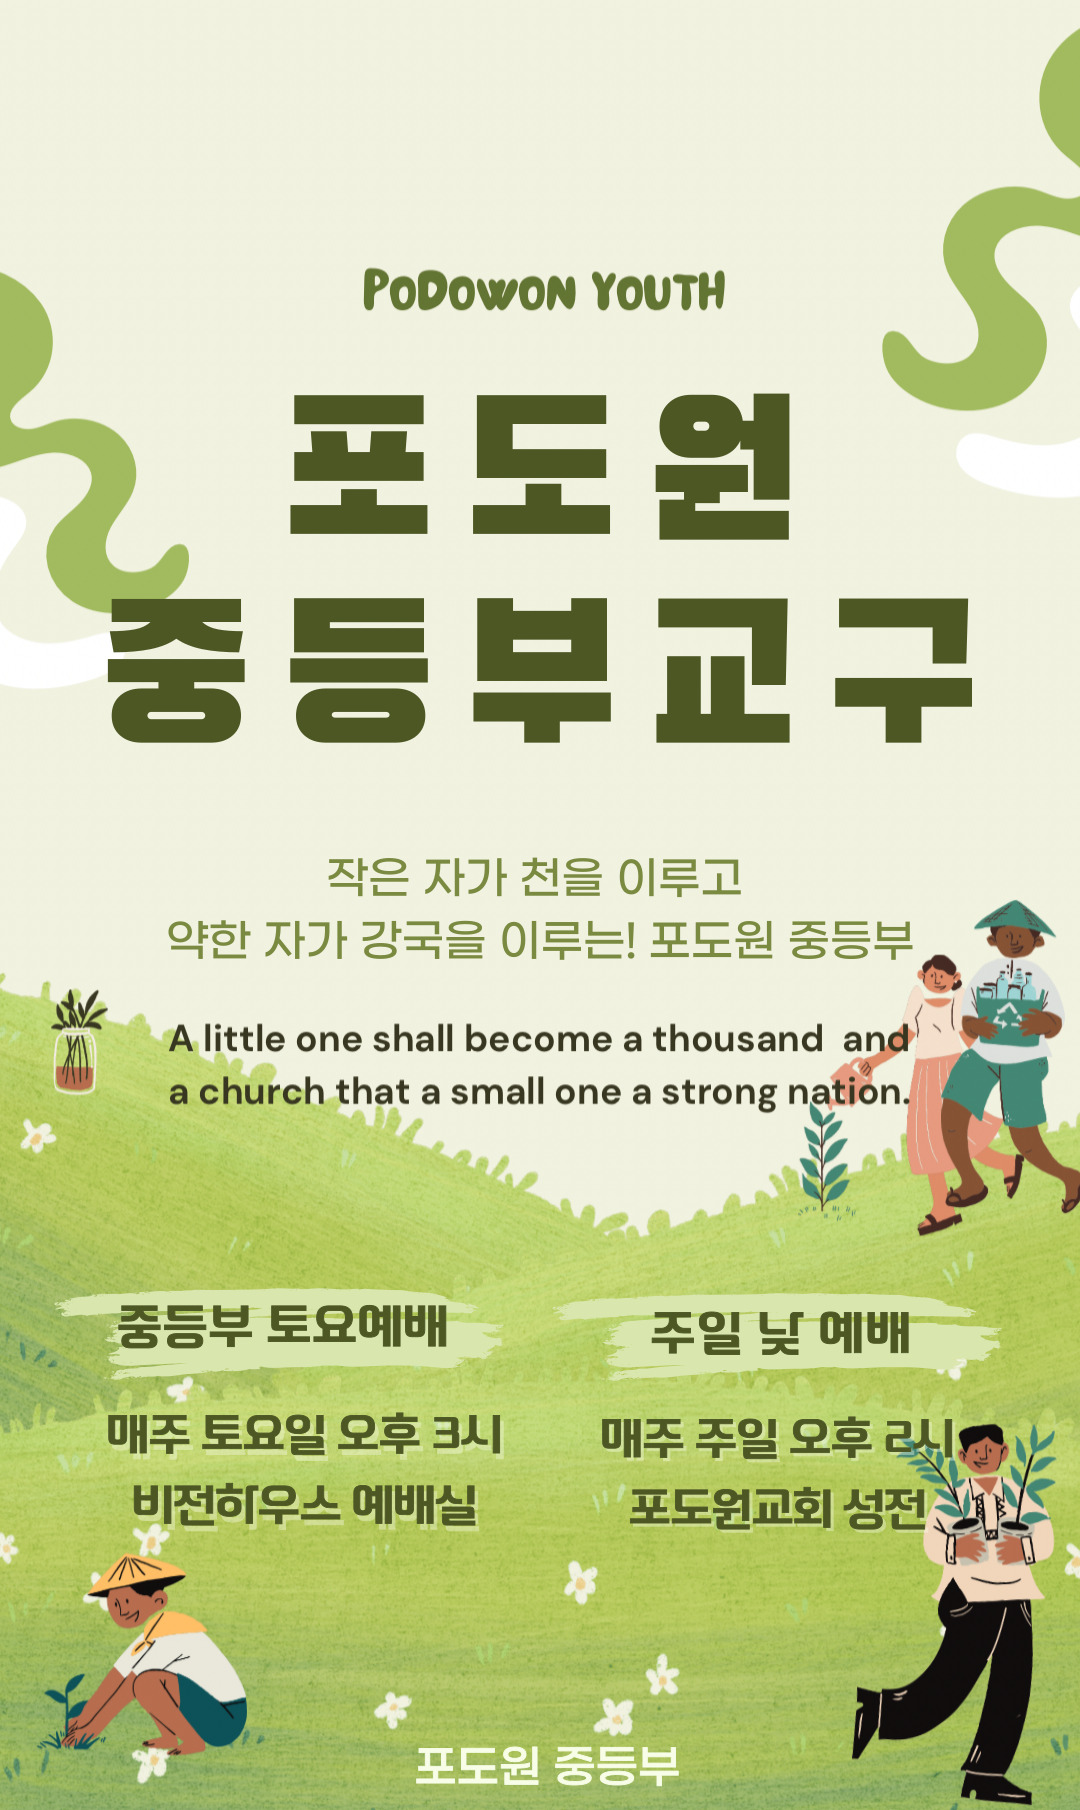 PODOWON YOUTH
포도원
중등부교구
작은 자가 천을 이루고
약한 자가 강국을 이루는! 포도원 중등부
A little one shall become a thousand and
a church that a small one a strong nation.
중등부 토요예배
매주 토요일 오후 3시
비전하우스 예배실
주일 낮 예배
매주 주일 오후 2시
포도원교회 성전
포도원 중등부